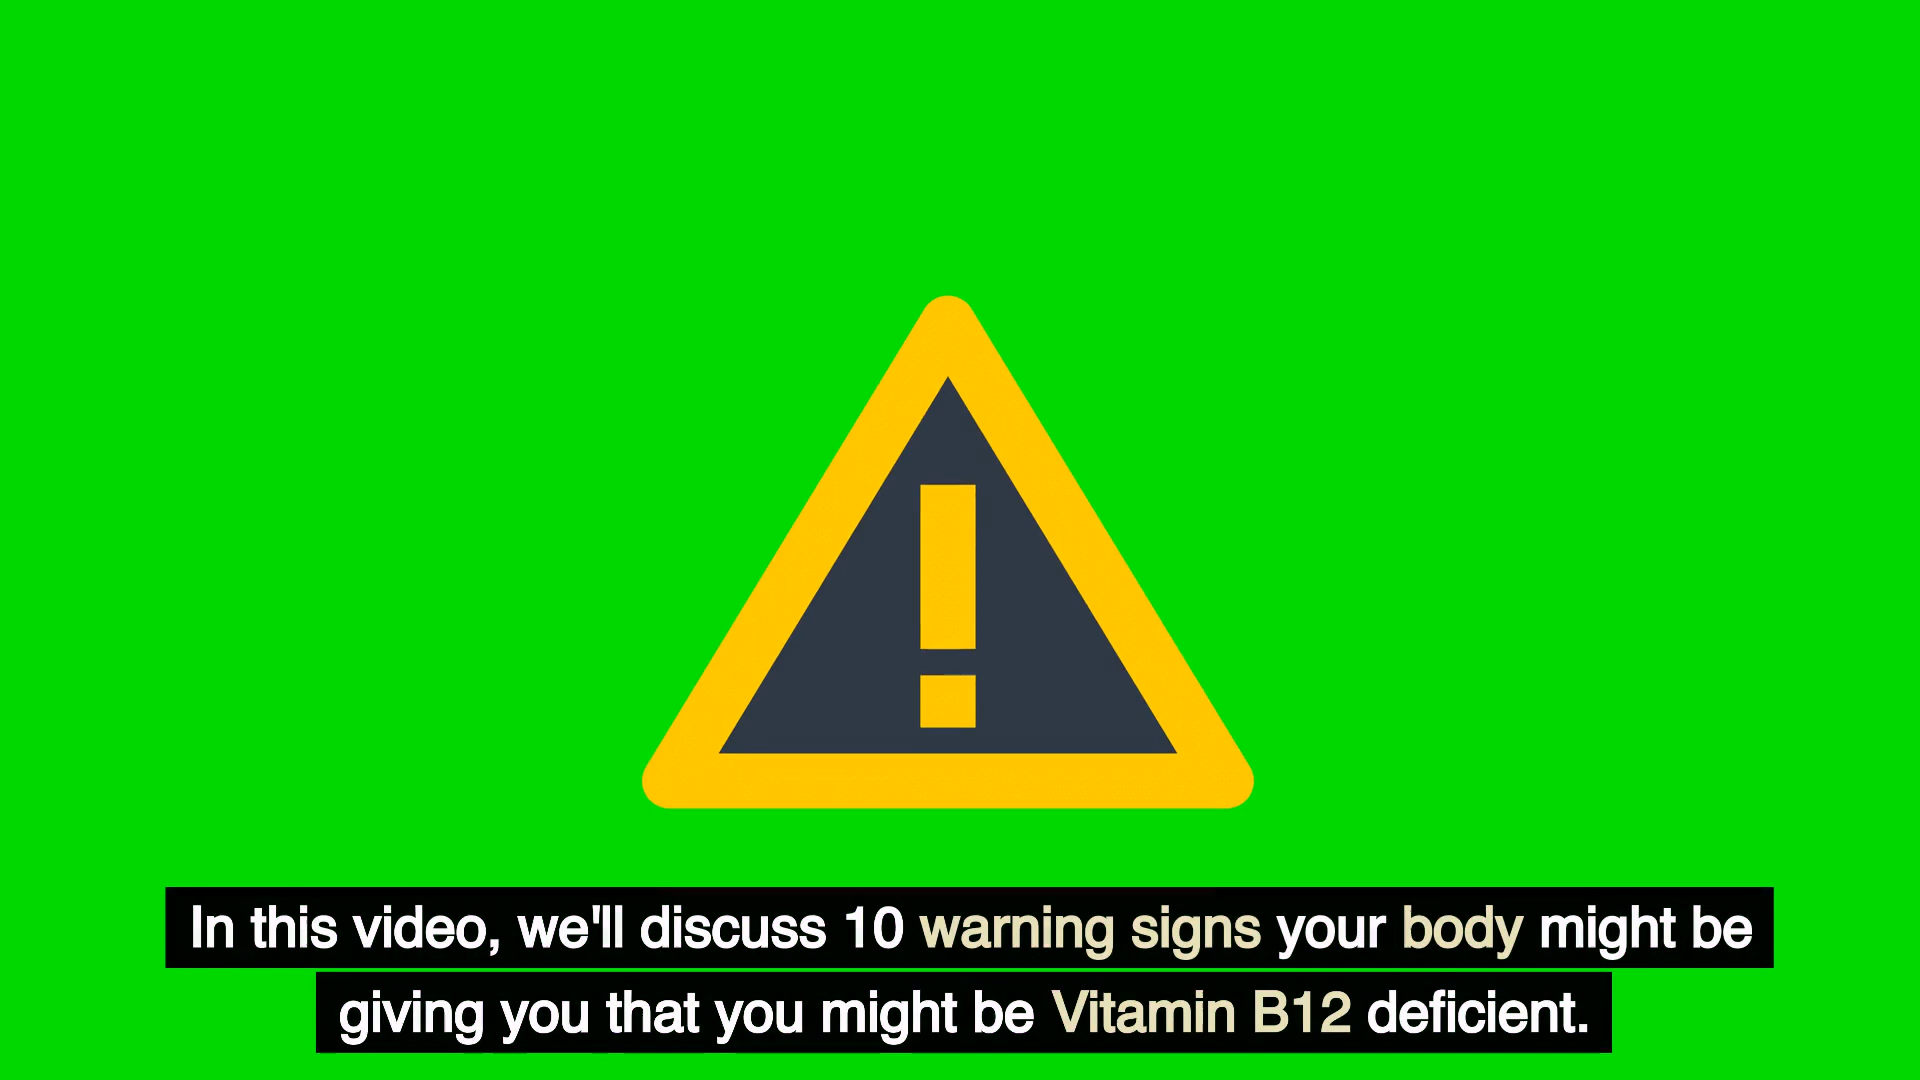 In this video, we'll discuss 10 warning signs your body might be
giving you that you might be Vitamin B12 deficient.